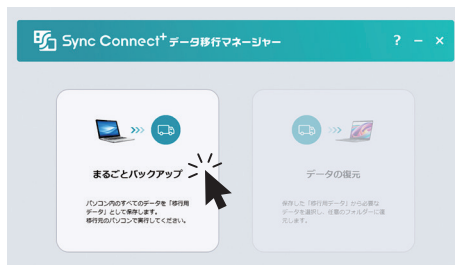 Sync Connect+ データ移行マネージャー
? − ×
まるごとバックアップ
パソコン内のすべてのデータを「移行用
データ」として保存します。
移行元のパソコンで実行してください。
データの復元
保存した「移行用データ」から必要な
データを選択し、任意のフォルダーに復
元します。